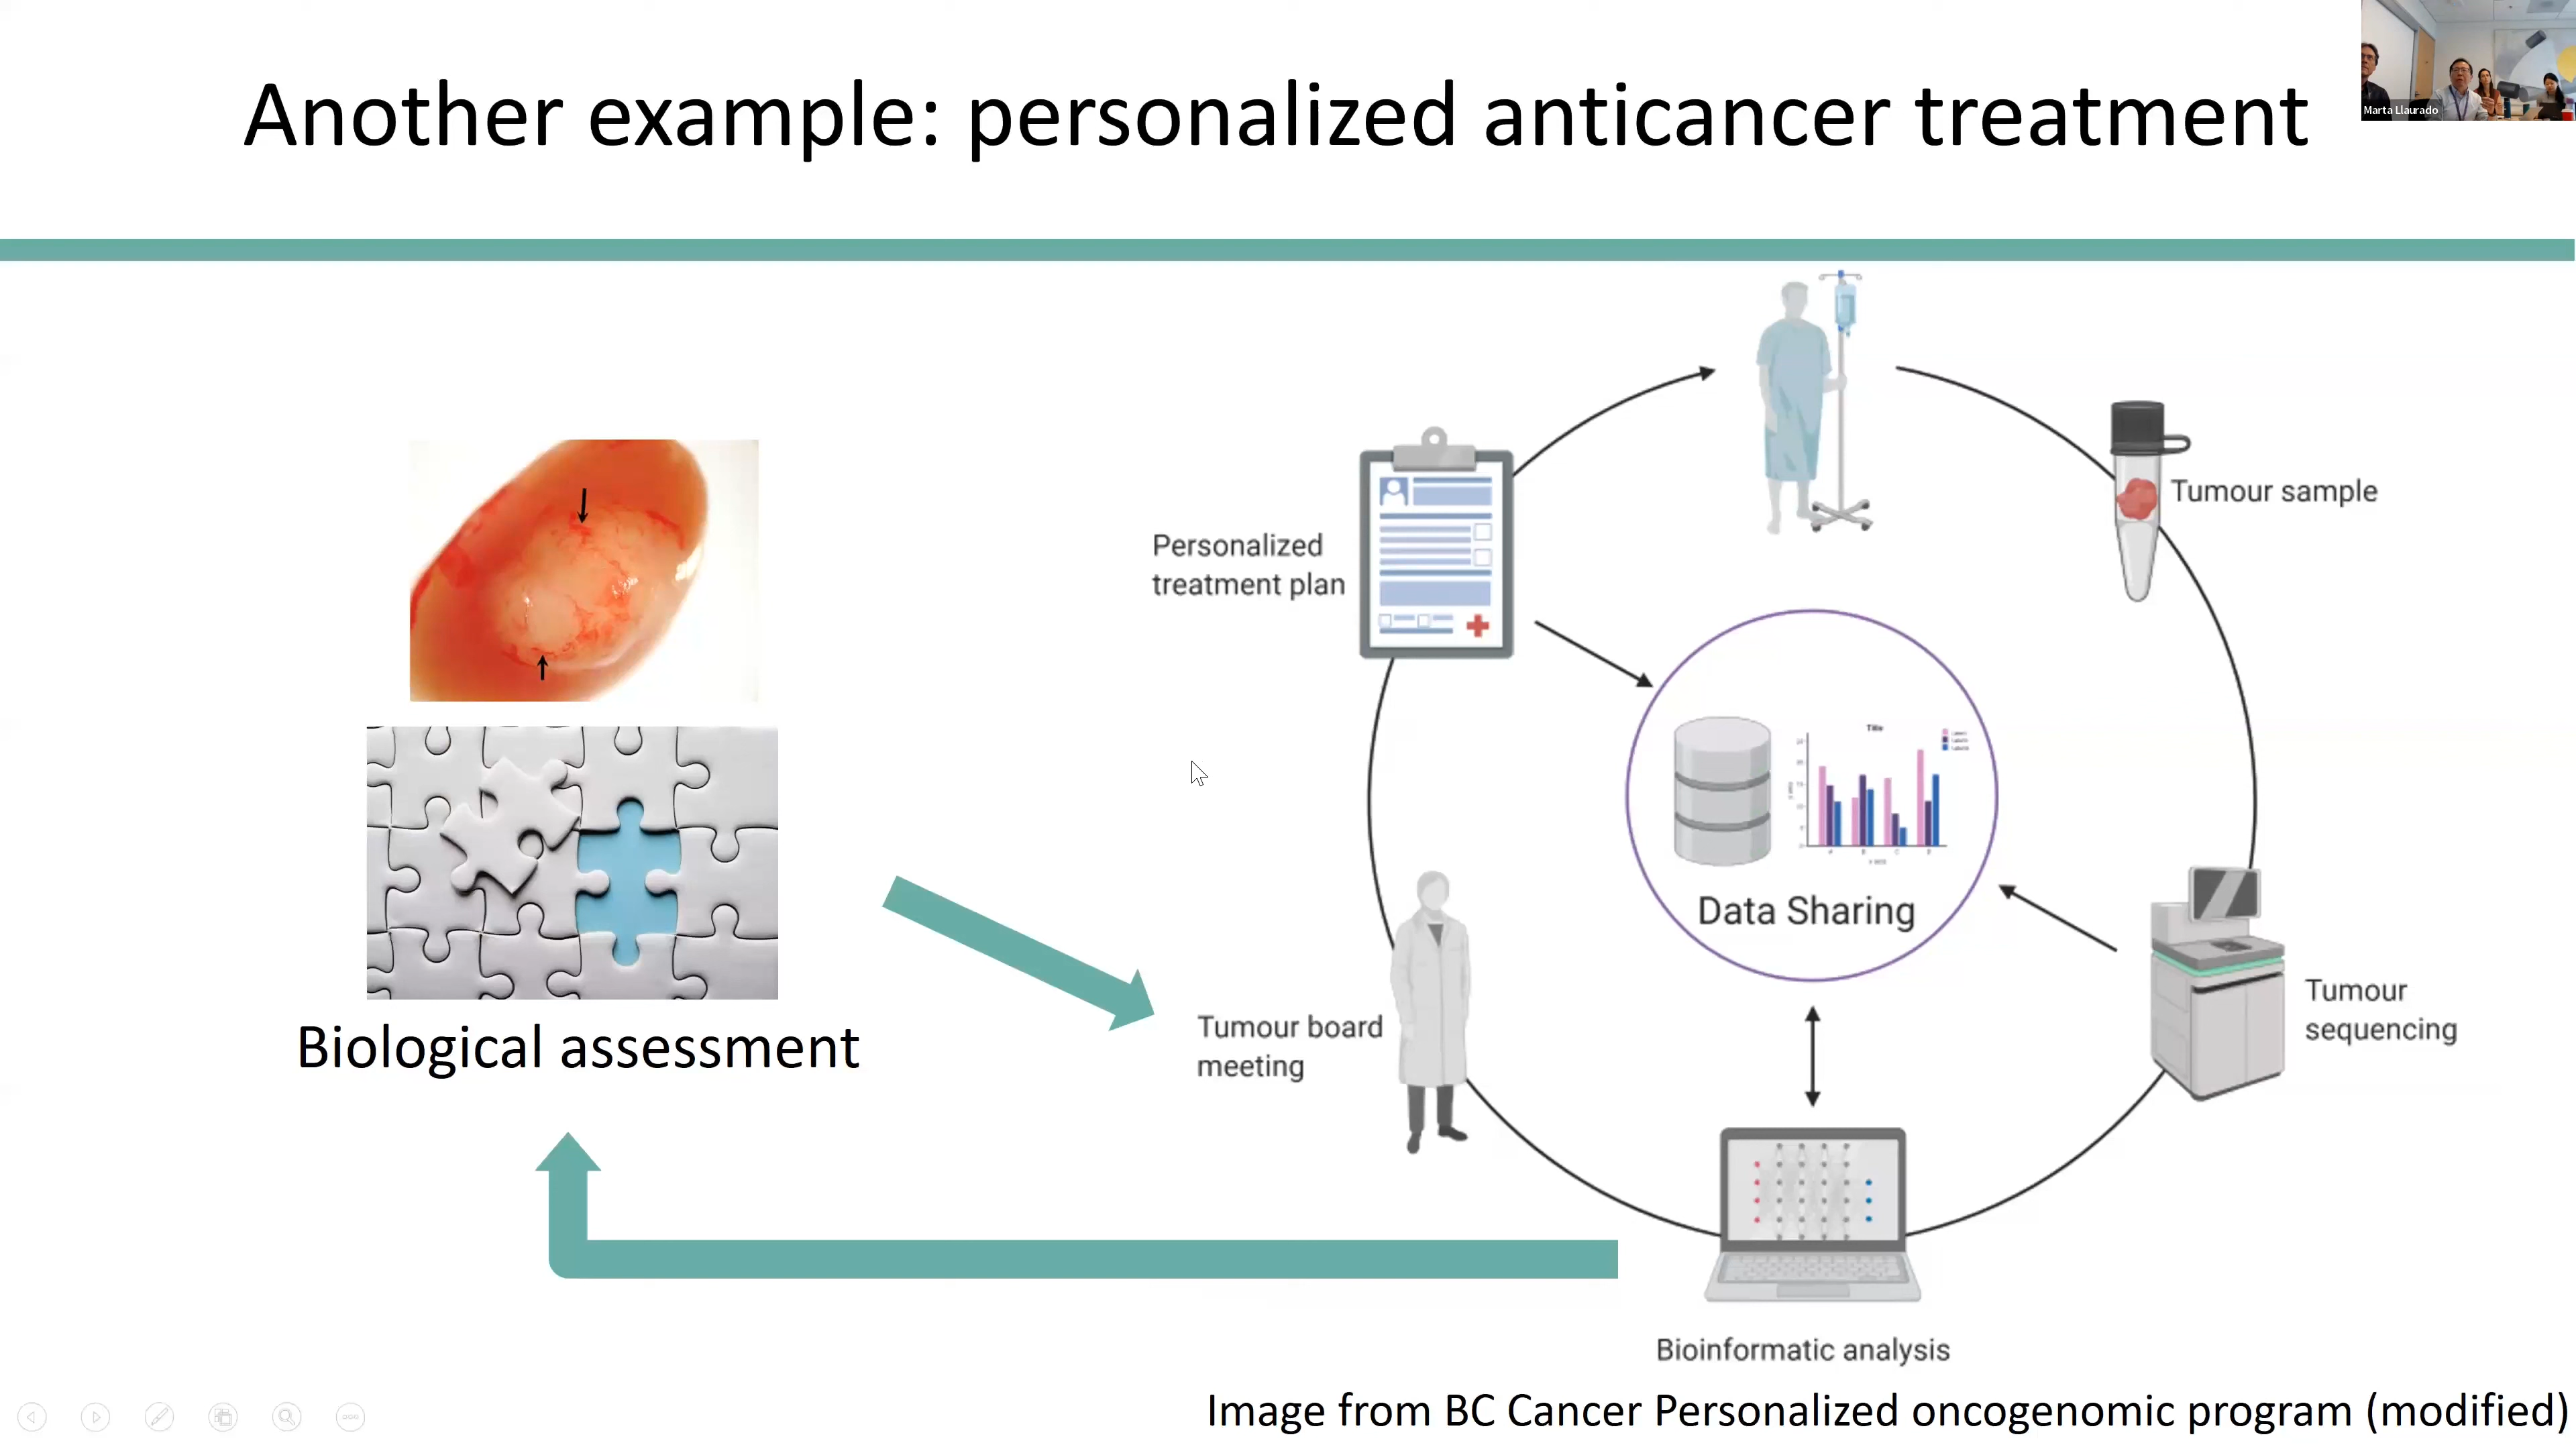 Another example: personalized anticancer treatment
Marta Llaurado
Tumour sample
Personalized
treatment plan
Title
Data Sharing
Tumour
sequencing
Tumour board
meeting
Biological assessment
Bioinformatic analysis
Image from BC Cancer Personalized oncogenomic program (modified)